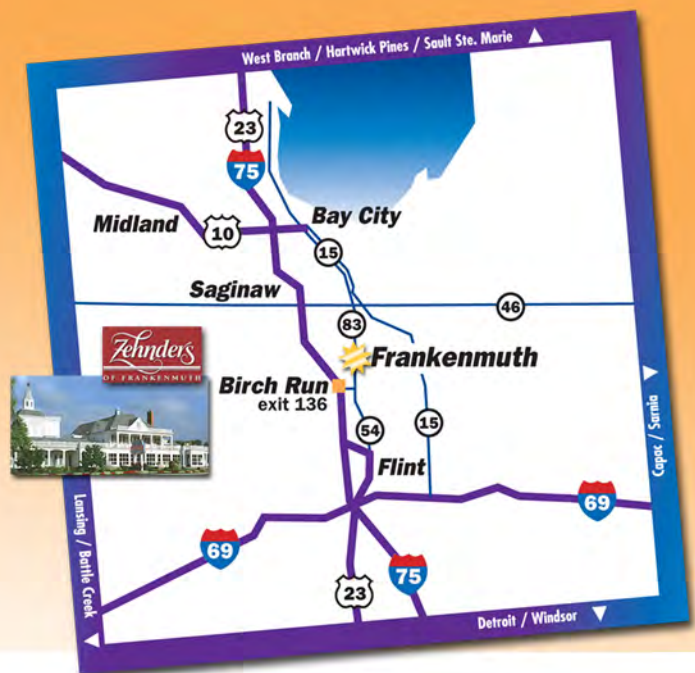 West Branch / Hartwick Pines / Sault Ste. Marie
23
75
Midland
10
Bay City
15
Saginaw
46
83
Zehnder's
OF FRANKENMUTH
Frankenmuth
Birch Run
exit 136
54
15
Flint
Capac / Sarnia
Lansing / Battle Creek
69
69
23
75
Detroit / Windsor